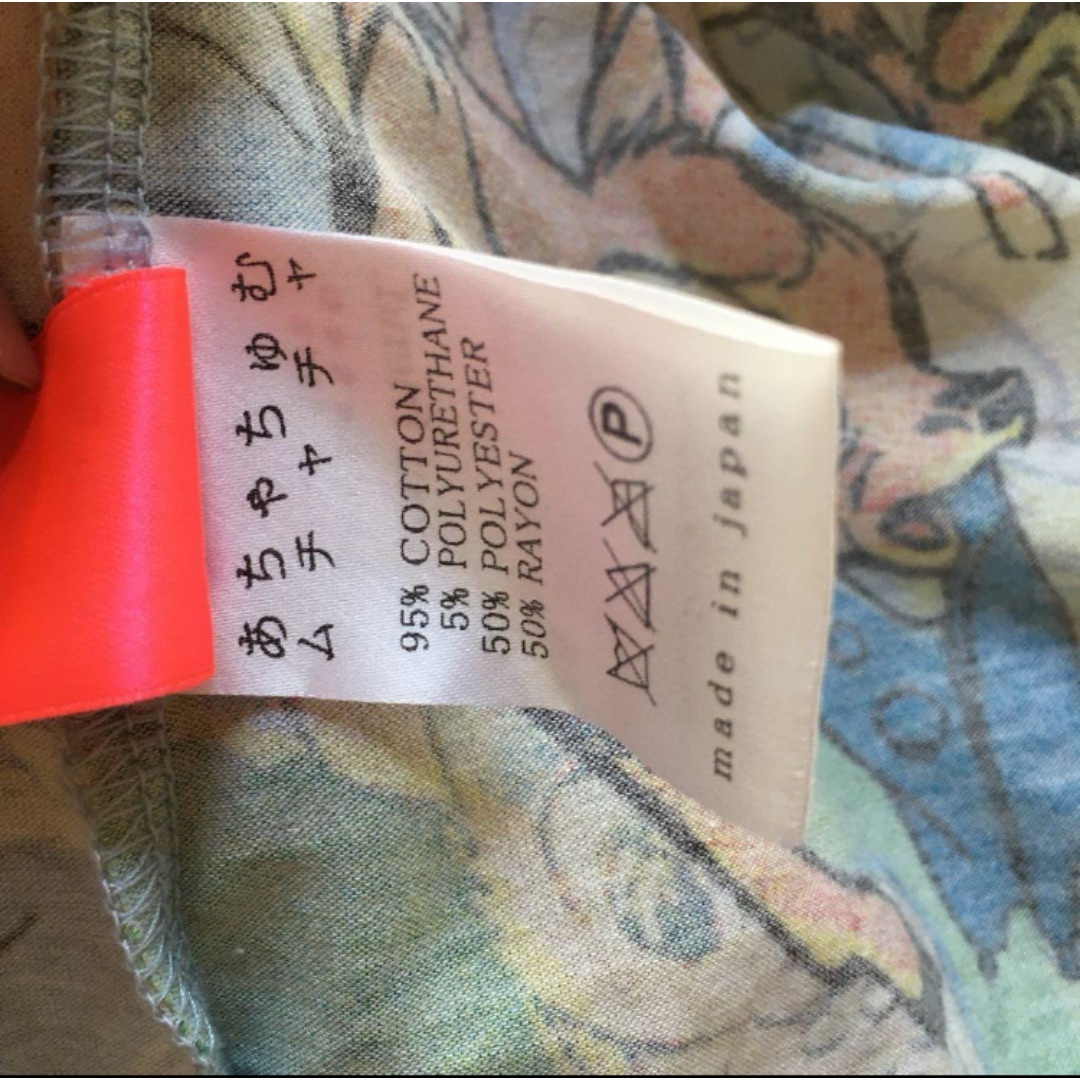 あちゃちゅむ
ムチャチャ
95% COTTON
5% POLYURETHANE
50% POLYESTER
50% RAYON
P
made in japan